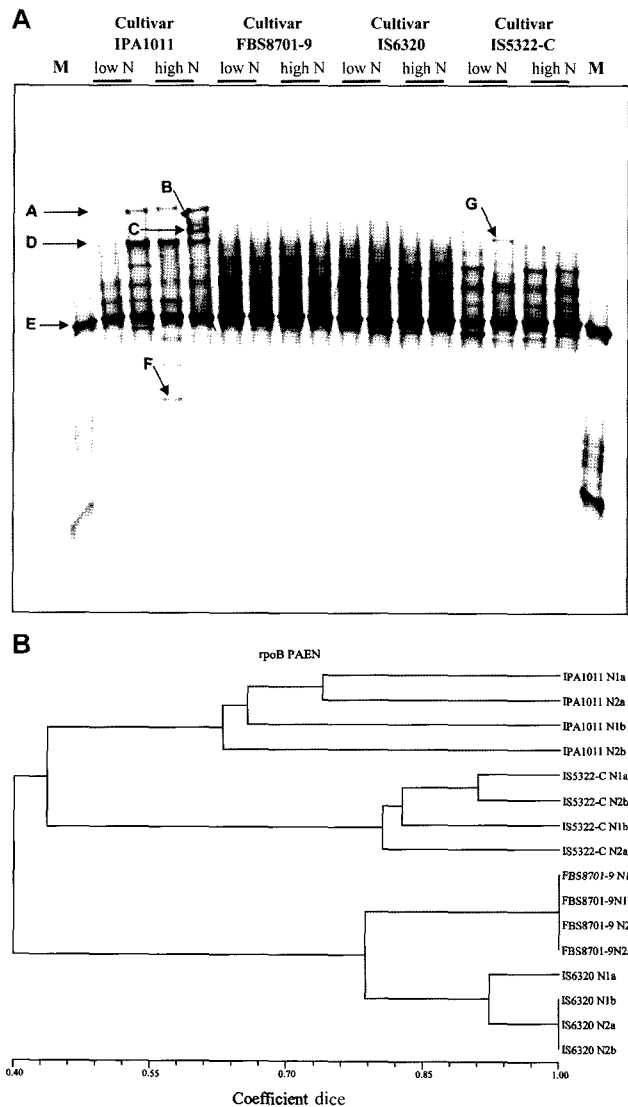 A
Cultivar IPA1011
Cultivar FBS8701-9
Cultivar IS6320
Cultivar IS5322-C
M low N high N low N high N low N high N low N high N M
A
B
C
D
E
F
G
B
rpoB PAEN
IPA1011 N1a
IPA1011 N2a
IPA1011 N1b
IPA1011 N2b
IS5322-C N1a
IS5322-C N2b
IS5322-C N1b
IS5322-C N2a
FBS8701-9 N1
FBS8701-9N1
FBS8701-9 N2
FBS8701-9N2
IS6320 N1a
IS6320 N1b
IS6320 N2a
IS6320 N2b
0.40 0.55 0.70 0.85 1.00
Coefficient dice